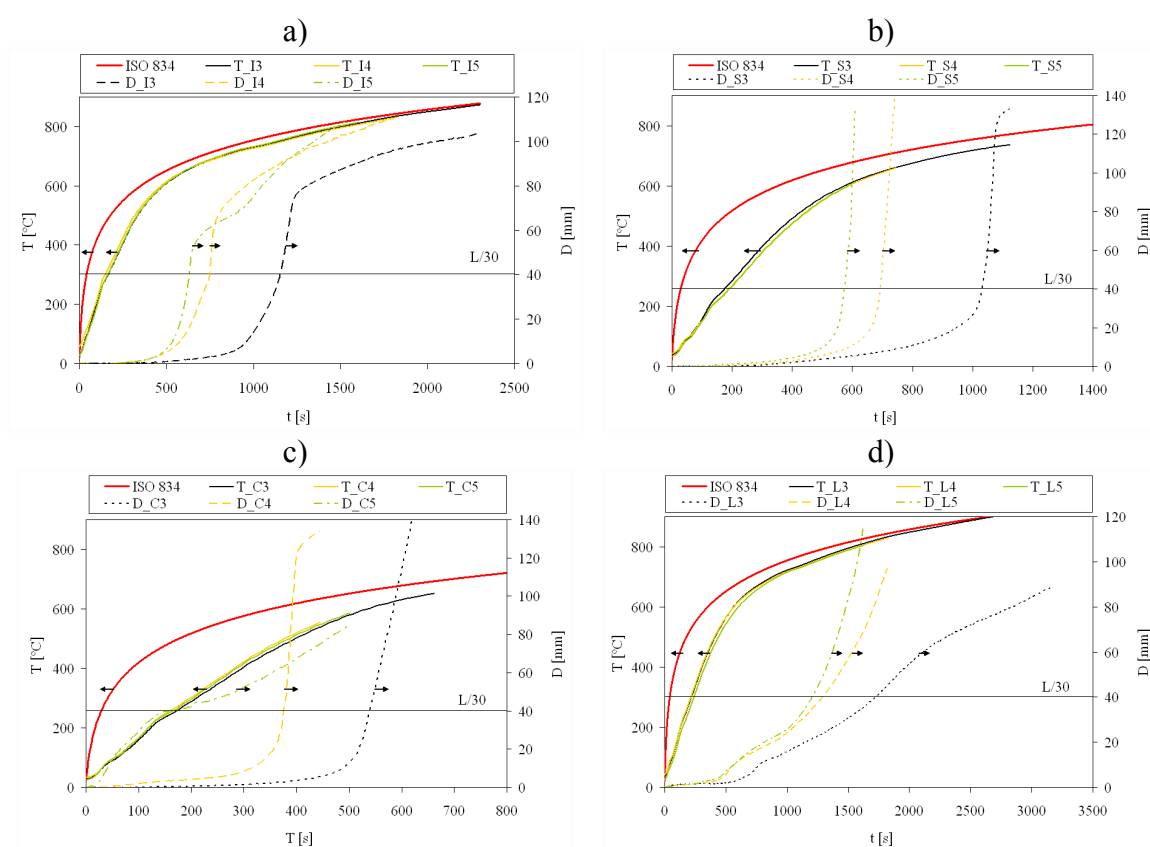 a)
ISO 834 T_I3 T_I4 T_I5
D_I3 D_I4 D_I5
T [°C]
800
600
400
200
0
D [mm]
120
100
80
60
40
20
0
L/30
0 500 1000 1500 2000 2500
t [s]
b)
ISO 834 T_S3 T_S4 T_S5
D_S3 D_S4 D_S5
T [°C]
800
600
400
200
0
D [mm]
140
120
100
80
60
40
20
0
L/30
0 200 400 600 800 1000 1200 1400
t [s]
c)
ISO 834 T_C3 T_C4 T_C5
D_C3 D_C4 D_C5
T [°C]
800
600
400
200
0
D [mm]
140
120
100
80
60
40
20
0
L/30
0 100 200 300 400 500 600 700 800
T [s]
d)
ISO 834 T_L3 T_L4 T_L5
D_L3 D_L4 D_L5
T [°C]
800
600
400
200
0
D [mm]
120
100
80
60
40
20
0
L/30
0 500 1000 1500 2000 2500 3000 3500
t [s]